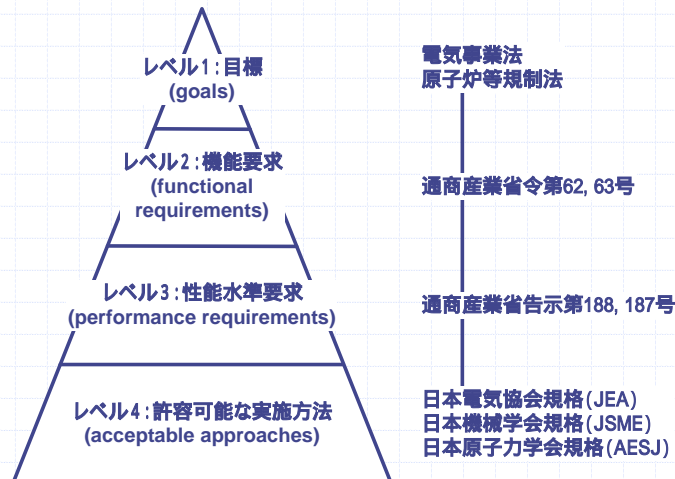 レベル1:目標
(goals)
電気事業法
原子炉等規制法
レベル2:機能要求
(functional
requirements)
通商産業省令第62, 63号
レベル3:性能水準要求
(performance requirements)
通商産業省告示第188, 187号
レベル4:許容可能な実施方法
(acceptable approaches)
日本電気協会規格(JEA)
日本機械学会規格(JSME)
日本原子力学会規格(AESJ)